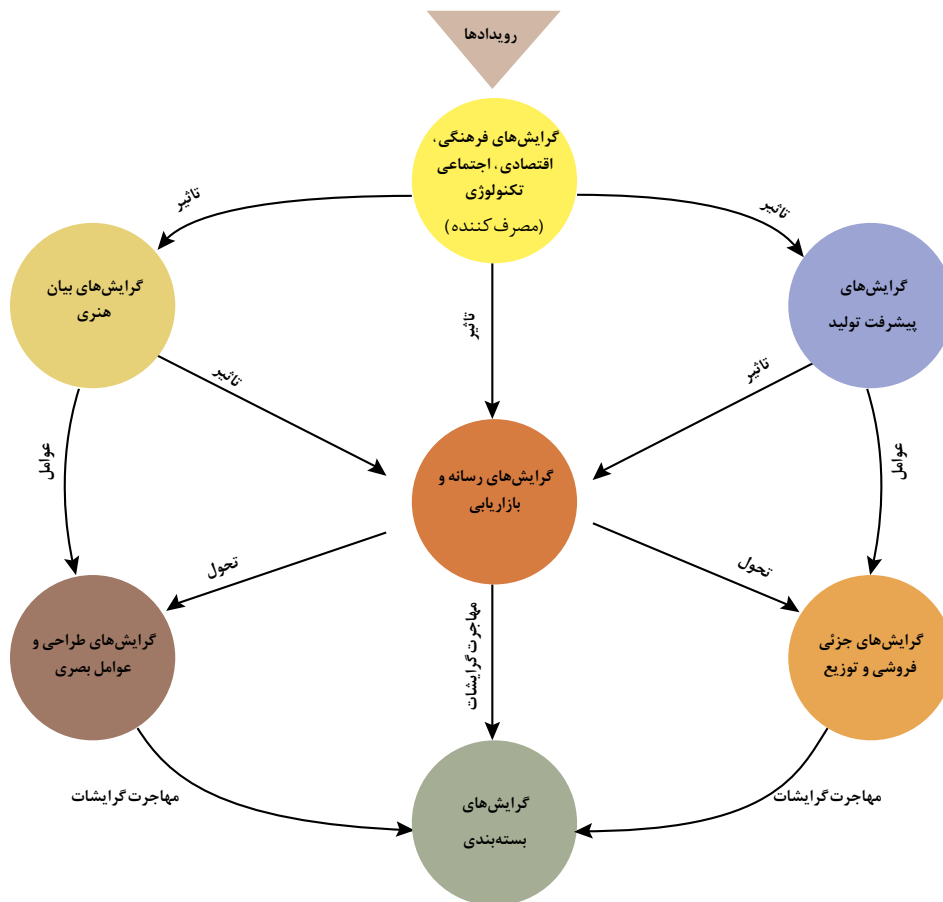 رویدادها
گرایش‌های فرهنگی،
اقتصادی، اجتماعی
تکنولوژی
(مصرف کننده)
تاثیر
تاثیر
تاثیر
گرایش‌های
پیشرفت تولید
گرایش‌های بیان
هنری
تاثیر
تاثیر
عوامل
عوامل
گرایش‌های رسانه و
بازاریابی
تحول
تحول
مهاجرت گرایشات
گرایش‌های جزئی
فروشی و توزیع
گرایش‌های طراحی و
عوامل بصری
مهاجرت گرایشات
مهاجرت گرایشات
گرایش‌های
بسته‌بندی